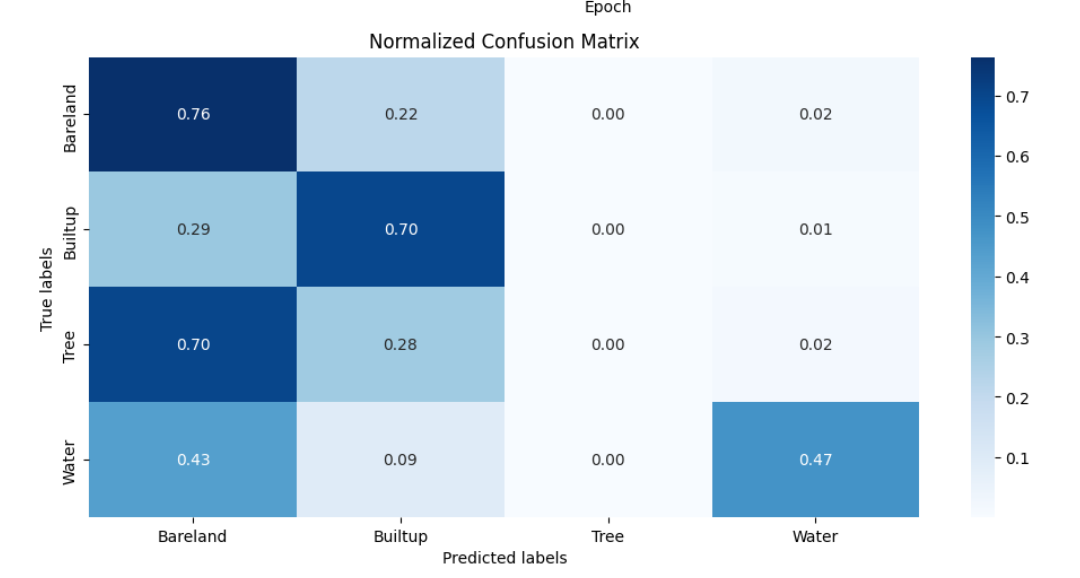 Epoch
Normalized Confusion Matrix
Bareland 0.76 0.22 0.00 0.02
Builtup 0.29 0.70 0.00 0.01
Tree 0.70 0.28 0.00 0.02
Water 0.43 0.09 0.00 0.47
True labels
Bareland Builtup Tree Water
Predicted labels
0.7
0.6
0.5
0.4
0.3
0.2
0.1